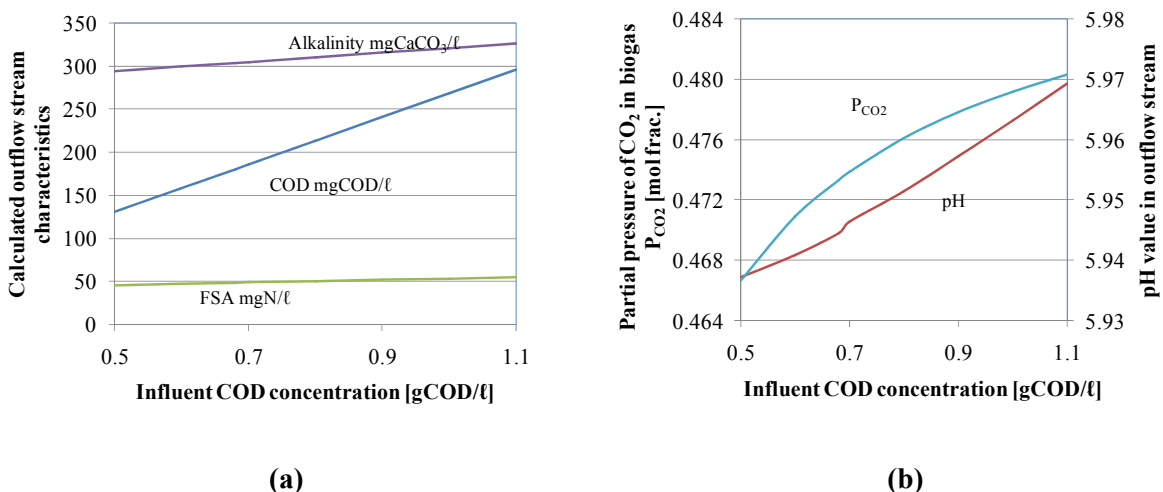 Calculated outflow stream
characteristics
350
300
250
200
150
100
50
0
Alkalinity mgCaCO₃/ℓ
COD mgCOD/ℓ
FSA mgN/ℓ
0.5 0.7 0.9 1.1
Influent COD concentration [gCOD/ℓ]
(a)
Partial pressure of CO₂ in biogas
P_CO2 [mol frac.]
0.484
0.480
0.476
0.472
0.468
0.464
P_CO2
pH
5.98
5.97
5.96
5.95
5.94
5.93
pH value in outflow stream
0.5 0.7 0.9 1.1
Influent COD concentration [gCOD/ℓ]
(b)